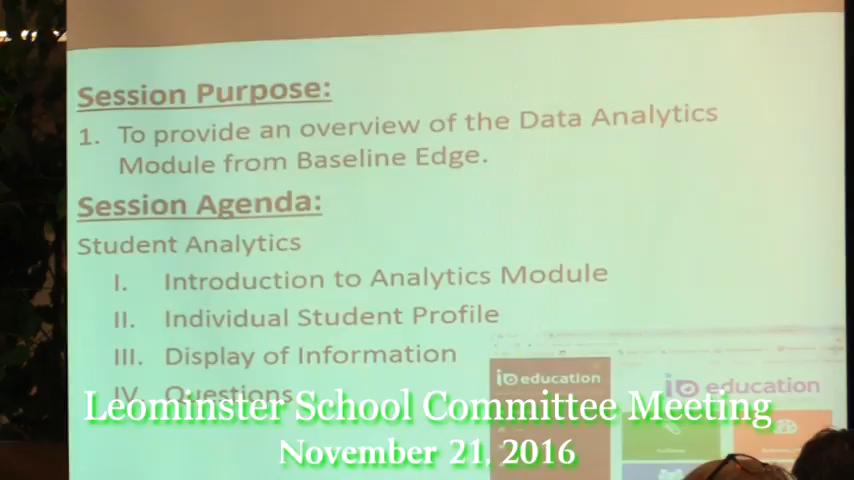 Session Purpose:
1. To provide an overview of the Data Analytics
Module from Baseline Edge.
Session Agenda:
Student Analytics
I. Introduction to Analytics Module
II. Individual Student Profile
III. Display of Information
IV. Questions
io education
io education
Leominster School Committee Meeting
November 21, 2016